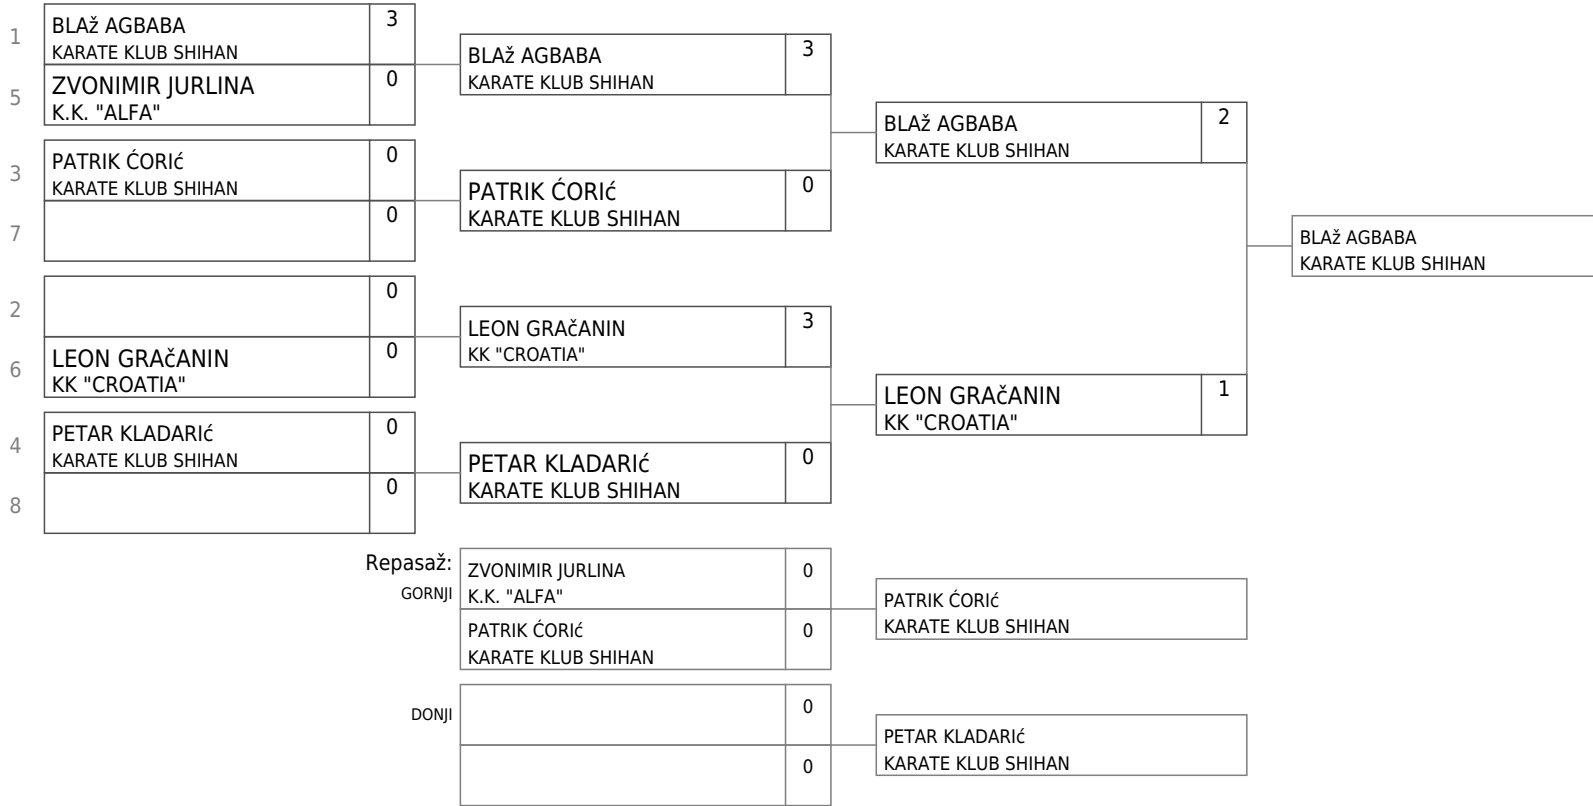 1
BLAž AGBABA
KARATE KLUB SHIHAN
3
5
ZVONIMIR JURLINA
K.K. "ALFA"
0
3
PATRIK ĆORIć
KARATE KLUB SHIHAN
0
7
0
2
0
6
LEON GRAčANIN
KK "CROATIA"
0
4
PETAR KLADARIć
KARATE KLUB SHIHAN
0
8
0
BLAž AGBABA
KARATE KLUB SHIHAN
3
PATRIK ĆORIć
KARATE KLUB SHIHAN
0
LEON GRAčANIN
KK "CROATIA"
3
PETAR KLADARIć
KARATE KLUB SHIHAN
0
BLAž AGBABA
KARATE KLUB SHIHAN
2
LEON GRAčANIN
KK "CROATIA"
1
BLAž AGBABA
KARATE KLUB SHIHAN
Repasaž:
GORNJI
ZVONIMIR JURLINA
K.K. "ALFA"
0
PATRIK ĆORIć
KARATE KLUB SHIHAN
0
PATRIK ĆORIć
KARATE KLUB SHIHAN
DONJI
0
0
PETAR KLADARIć
KARATE KLUB SHIHAN